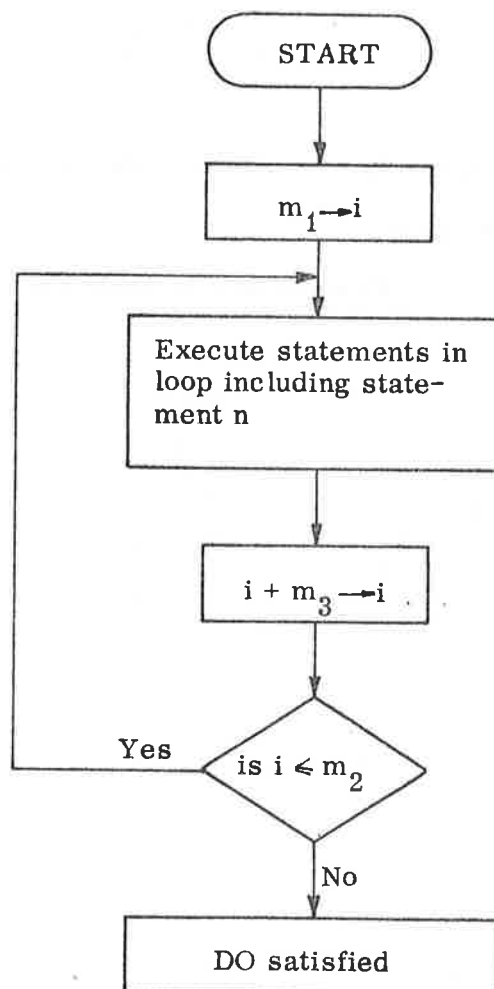 START
m₁→i
Execute statements in
loop including state-
ment n
i + m₃→i
Yes
is i ≤ m₂
No
DO satisfied